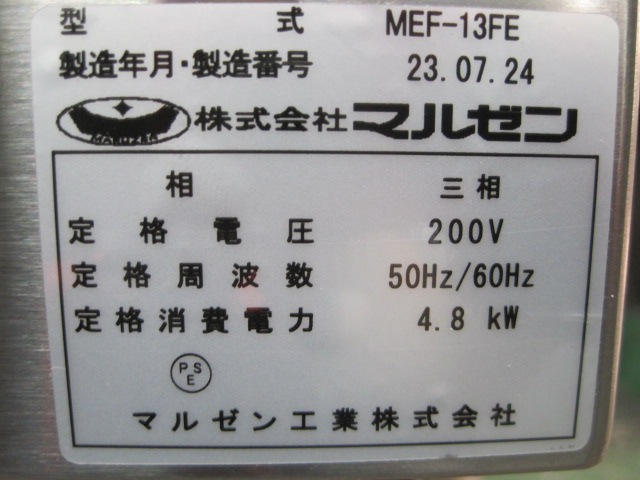 型式 MEF-13FE
製造年月・製造番号 23.07.24
MARUZEN 株式会社マルゼン
相 三相
定格電圧 200V
定格周波数 50Hz/60Hz
定格消費電力 4.8 kW
PS
E
マルゼン工業株式会社